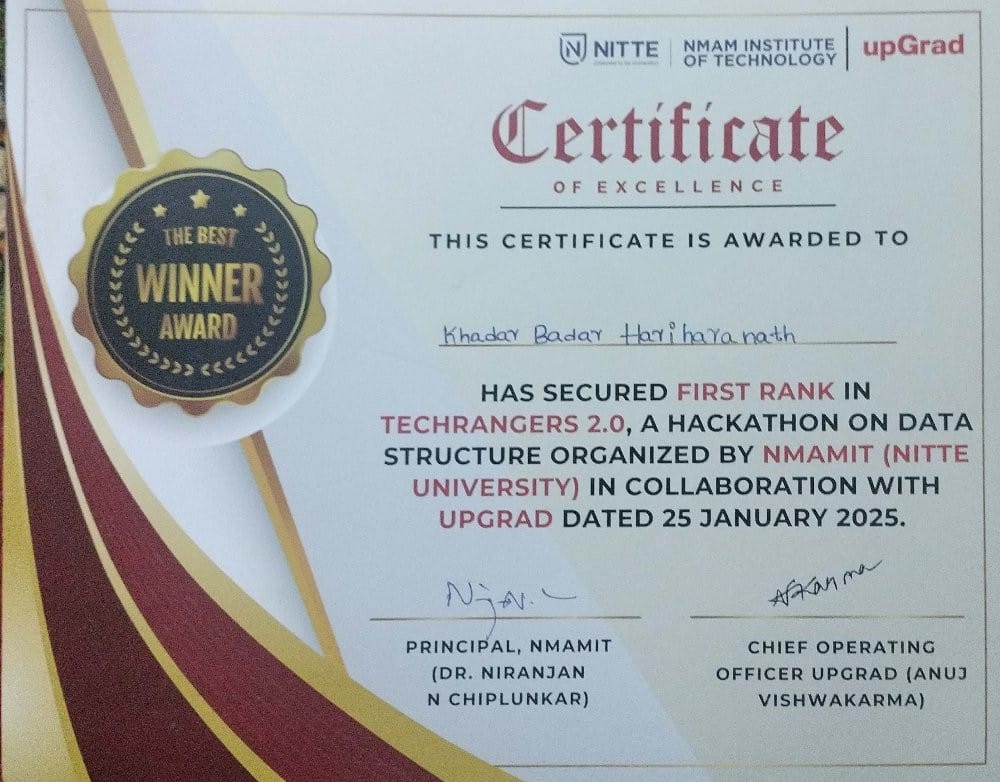 NITTE
NMAM INSTITUTE
OF TECHNOLOGY
upGrad
Certificate
OF EXCELLENCE
THIS CERTIFICATE IS AWARDED TO
THE BEST
WINNER
AWARD
Khadar Badar Hariharanath
HAS SECURED FIRST RANK IN
TECHRANGERS 2.0, A HACKATHON ON DATA
STRUCTURE ORGANIZED BY NMAMIT (NITTE
UNIVERSITY) IN COLLABORATION WITH
UPGRAD DATED 25 JANUARY 2025.
PRINCIPAL, NMAMIT
(DR. NIRANJAN
N CHIPLUNKAR)
CHIEF OPERATING
OFFICER UPGRAD (ANUJ
VISHWAKARMA)